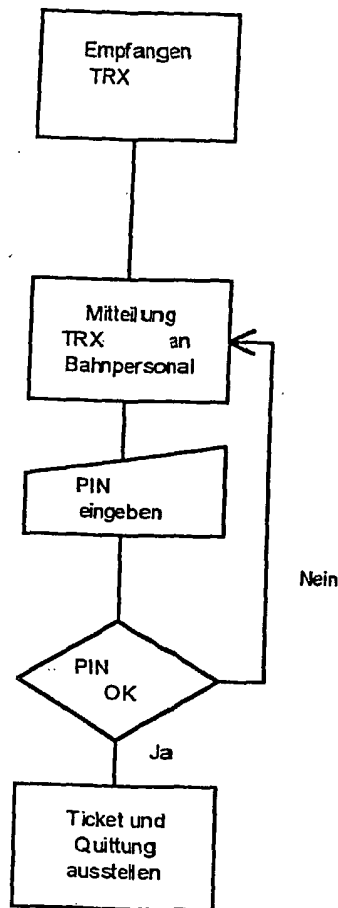 Empfangen
TRX
Mitteilung
TRX an
Bahnpersonal
PIN
eingeben
Nein
PIN
OK
Ja
Ticket und
Quittung
ausstellen